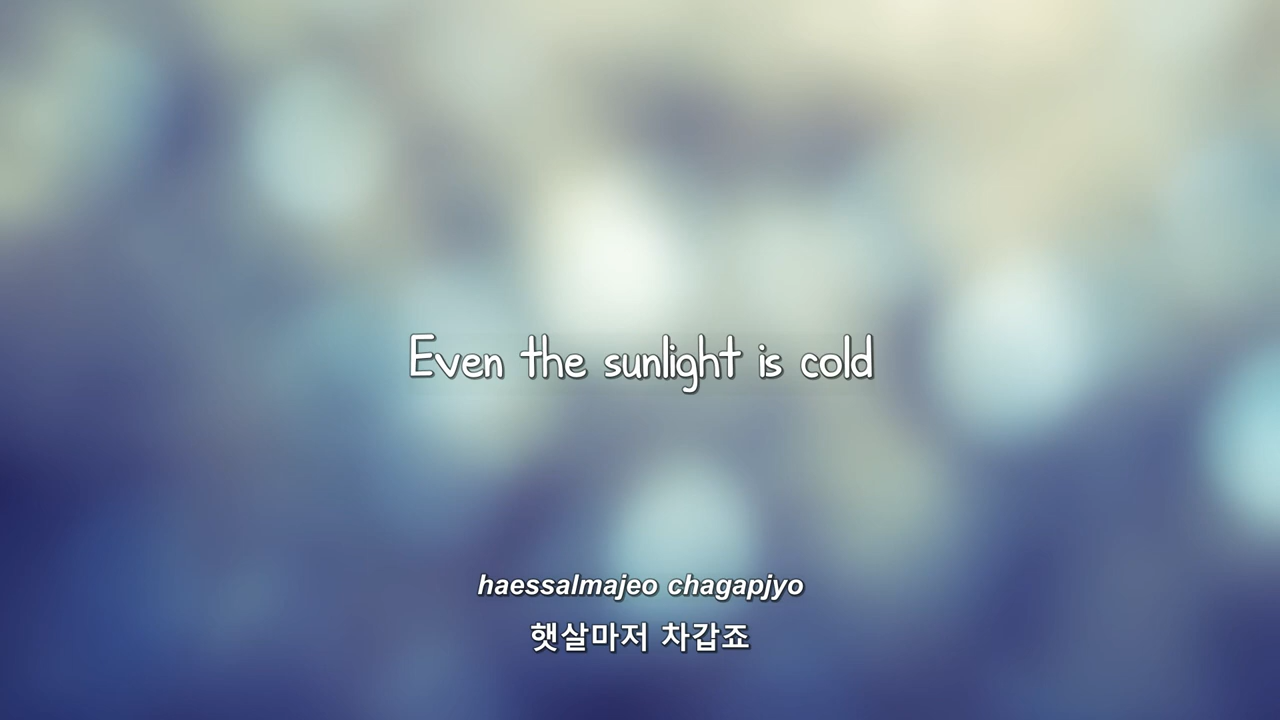 Even the sunlight is cold
haessalmajeo chagapjyo
햇살마저 차갑죠